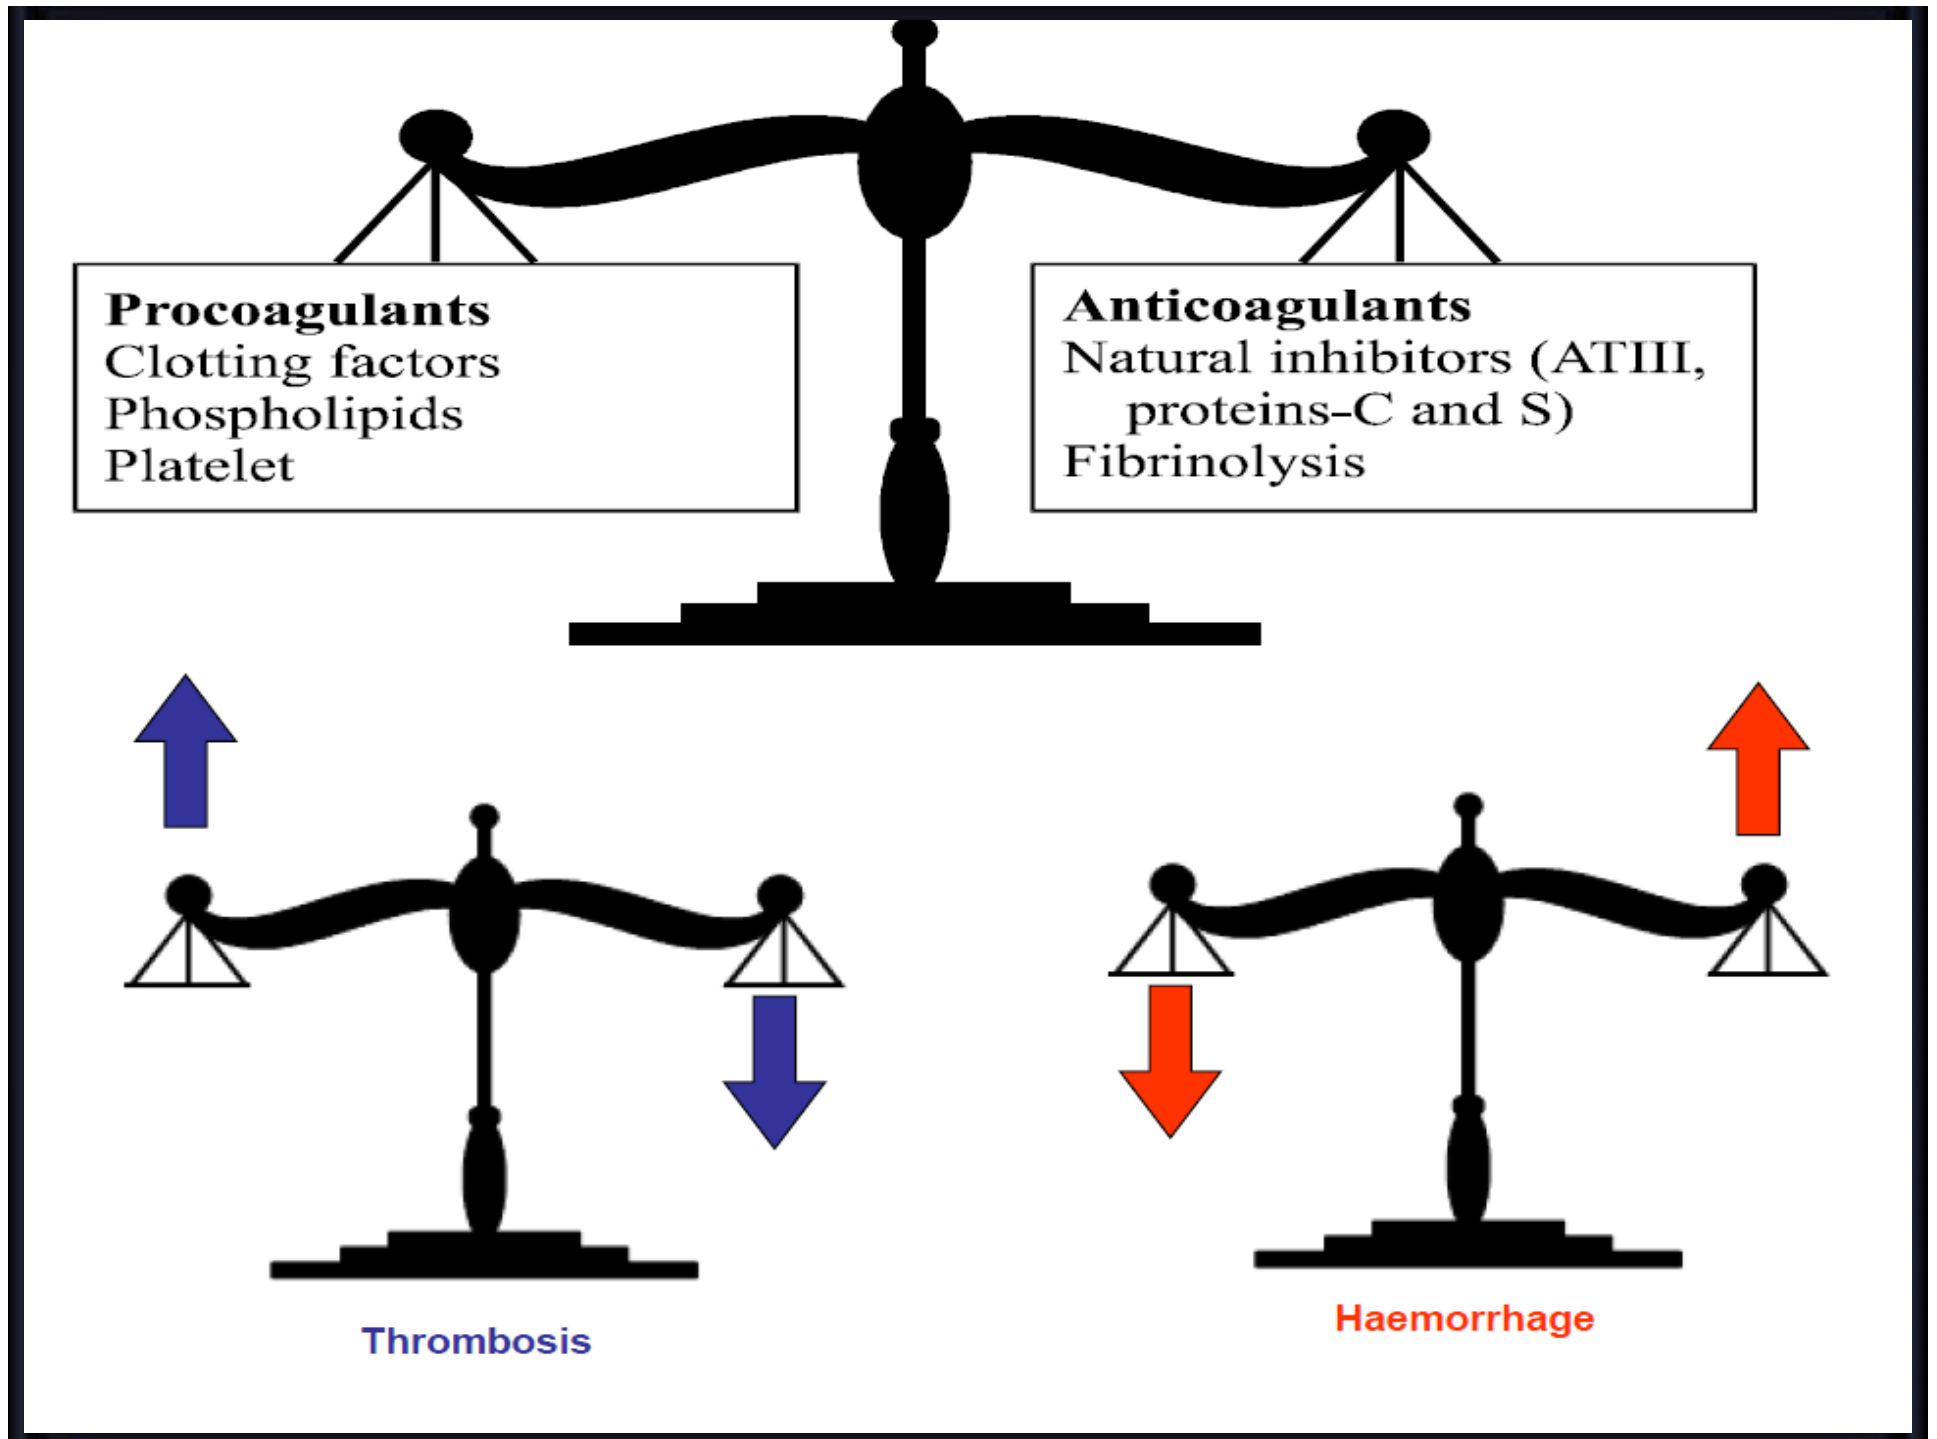 Procoagulants
Clotting factors
Phospholipids
Platelet
Anticoagulants
Natural inhibitors (ATIII,
proteins-C and S)
Fibrinolysis
Thrombosis
Haemorrhage